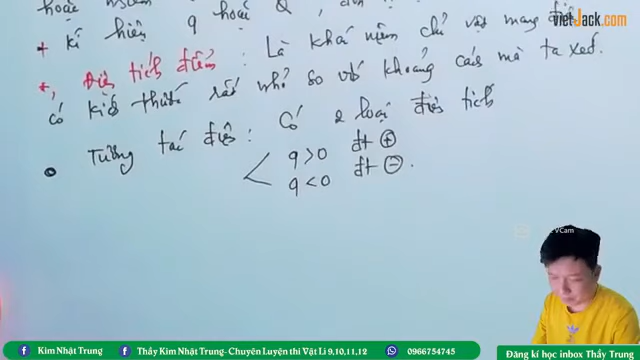 + kí hiệu q hoặc Q,
vietJack.com
*, Điện tích điểm : Là khái niệm chỉ vật mang điện
có kích thước rất nhỏ so với khoảng cách mà ta xét.
• Tương tác điện : Có 2 loại điện tích
q > 0 đt ⊕
q < 0 đt ⊖.
VCam
Kim Nhật Trung
Thầy Kim Nhật Trung- Chuyên Luyện thi Vật Lí 9,10,11,12
0966754745
Đăng kí học inbox Thầy Trung